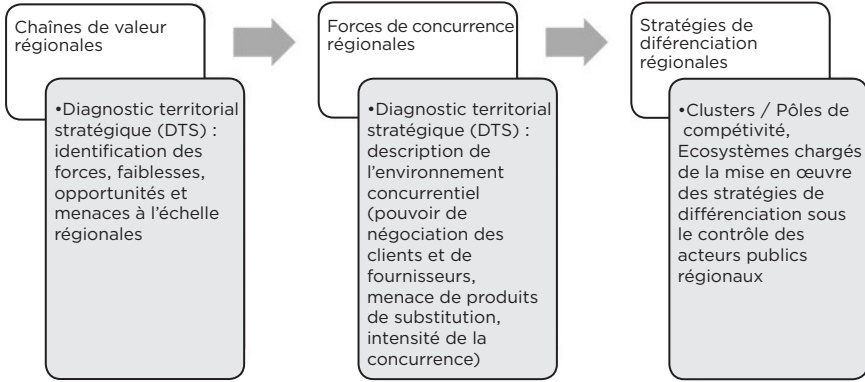 Chaînes de valeur
régionales
•Diagnostic territorial
stratégique (DTS) :
identification des
forces, faiblesses,
opportunités et
menaces à l'échelle
régionales
Forces de concurrence
régionales
•Diagnostic territorial
stratégique (DTS) :
description de
l'environnement
concurrentiel
(pouvoir de
négociation des
clients et de
fournisseurs,
menace de produits
de substitution,
intensité de la
concurrence)
Stratégies de
diférenciation
régionales
•Clusters / Pôles de
compétivité,
Ecosystèmes chargés
de la mise en œuvre
des stratégies de
différenciation sous
le contrôle des
acteurs publics
régionaux